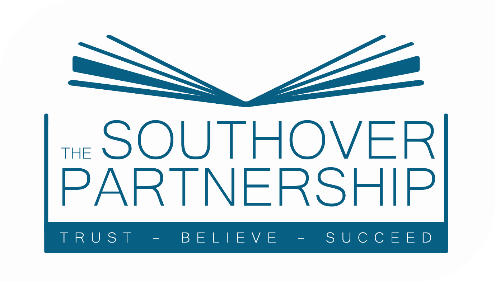 THE SOUTHOVER
PARTNERSHIP
TRUST – BELIEVE – SUCCEED